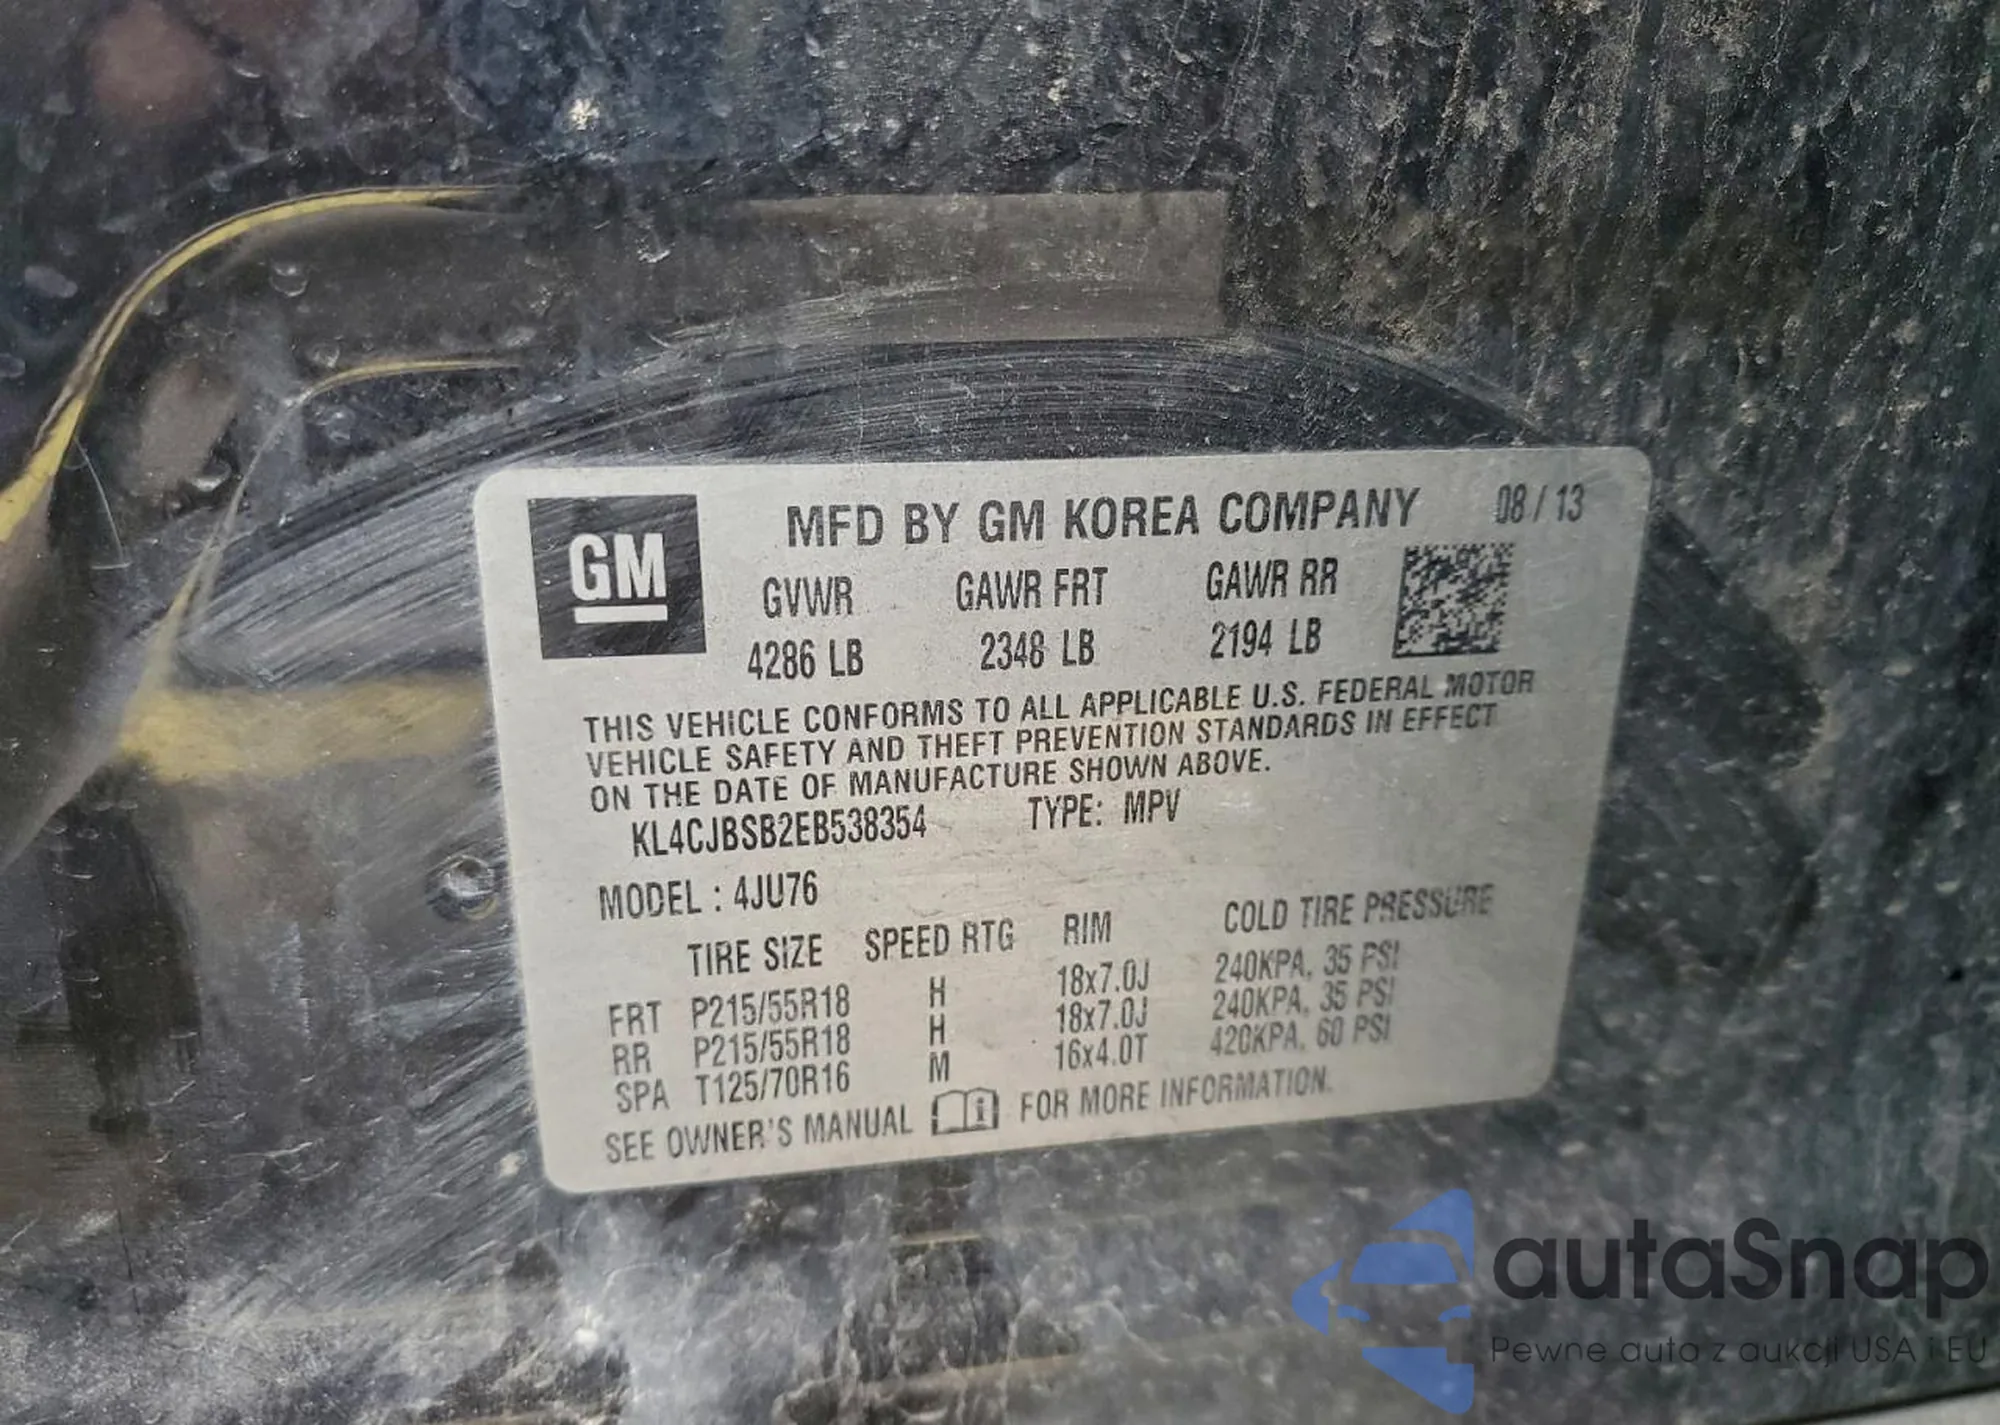 GM
MFD BY GM KOREA COMPANY 08 / 13
GVWR GAWR FRT GAWR RR
4286 LB 2348 LB 2194 LB
THIS VEHICLE CONFORMS TO ALL APPLICABLE U.S. FEDERAL MOTOR
VEHICLE SAFETY AND THEFT PREVENTION STANDARDS IN EFFECT
ON THE DATE OF MANUFACTURE SHOWN ABOVE.
KL4CJBSB2EB538354 TYPE: MPV
MODEL : 4JU76
TIRE SIZE SPEED RTG RIM COLD TIRE PRESSURE
FRT P215/55R18 H 18x7.0J 240KPA, 35 PSI
RR P215/55R18 H 18x7.0J 240KPA, 35 PSI
SPA T125/70R16 M 16x4.0T 420KPA, 60 PSI
SEE OWNER'S MANUAL FOR MORE INFORMATION.
autaSnap
Pewne auta z aukcji USA i EU